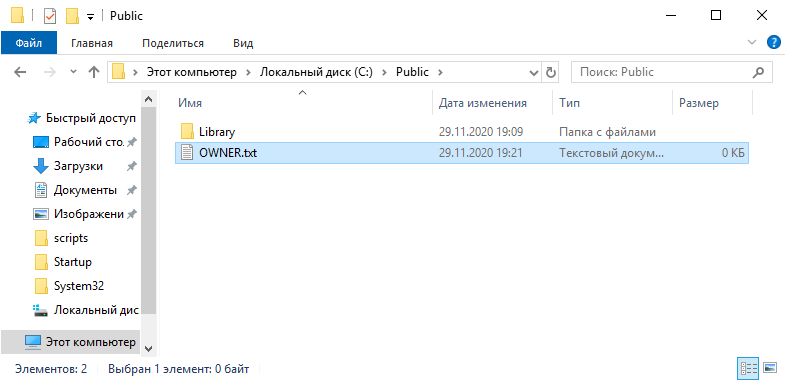 Public
Файл Главная Поделиться Вид
Этот компьютер Локальный диск (C:) Public Поиск: Public
Имя Дата изменения Тип Размер
Быстрый доступ
Рабочий сто.
Загрузки
Документы
Изображени
scripts
Startup
System32
Локальный дис
Этот компьютер
Library 29.11.2020 19:09 Папка с файлами
OWNER.txt 29.11.2020 19:21 Текстовый докум... 0 КБ
Элементов: 2 Выбран 1 элемент: 0 байт